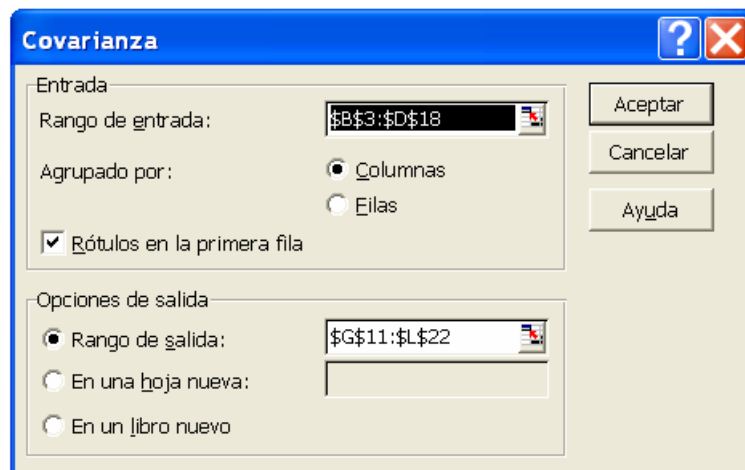 Covarianza
Entrada
Rango de entrada: $B$3:$D$18
Aceptar
Cancelar
Agrupado por: Columnas
Filas
Ayuda
Rótulos en la primera fila
Opciones de salida
Rango de salida: $G$11:$L$22
En una hoja nueva:
En un libro nuevo